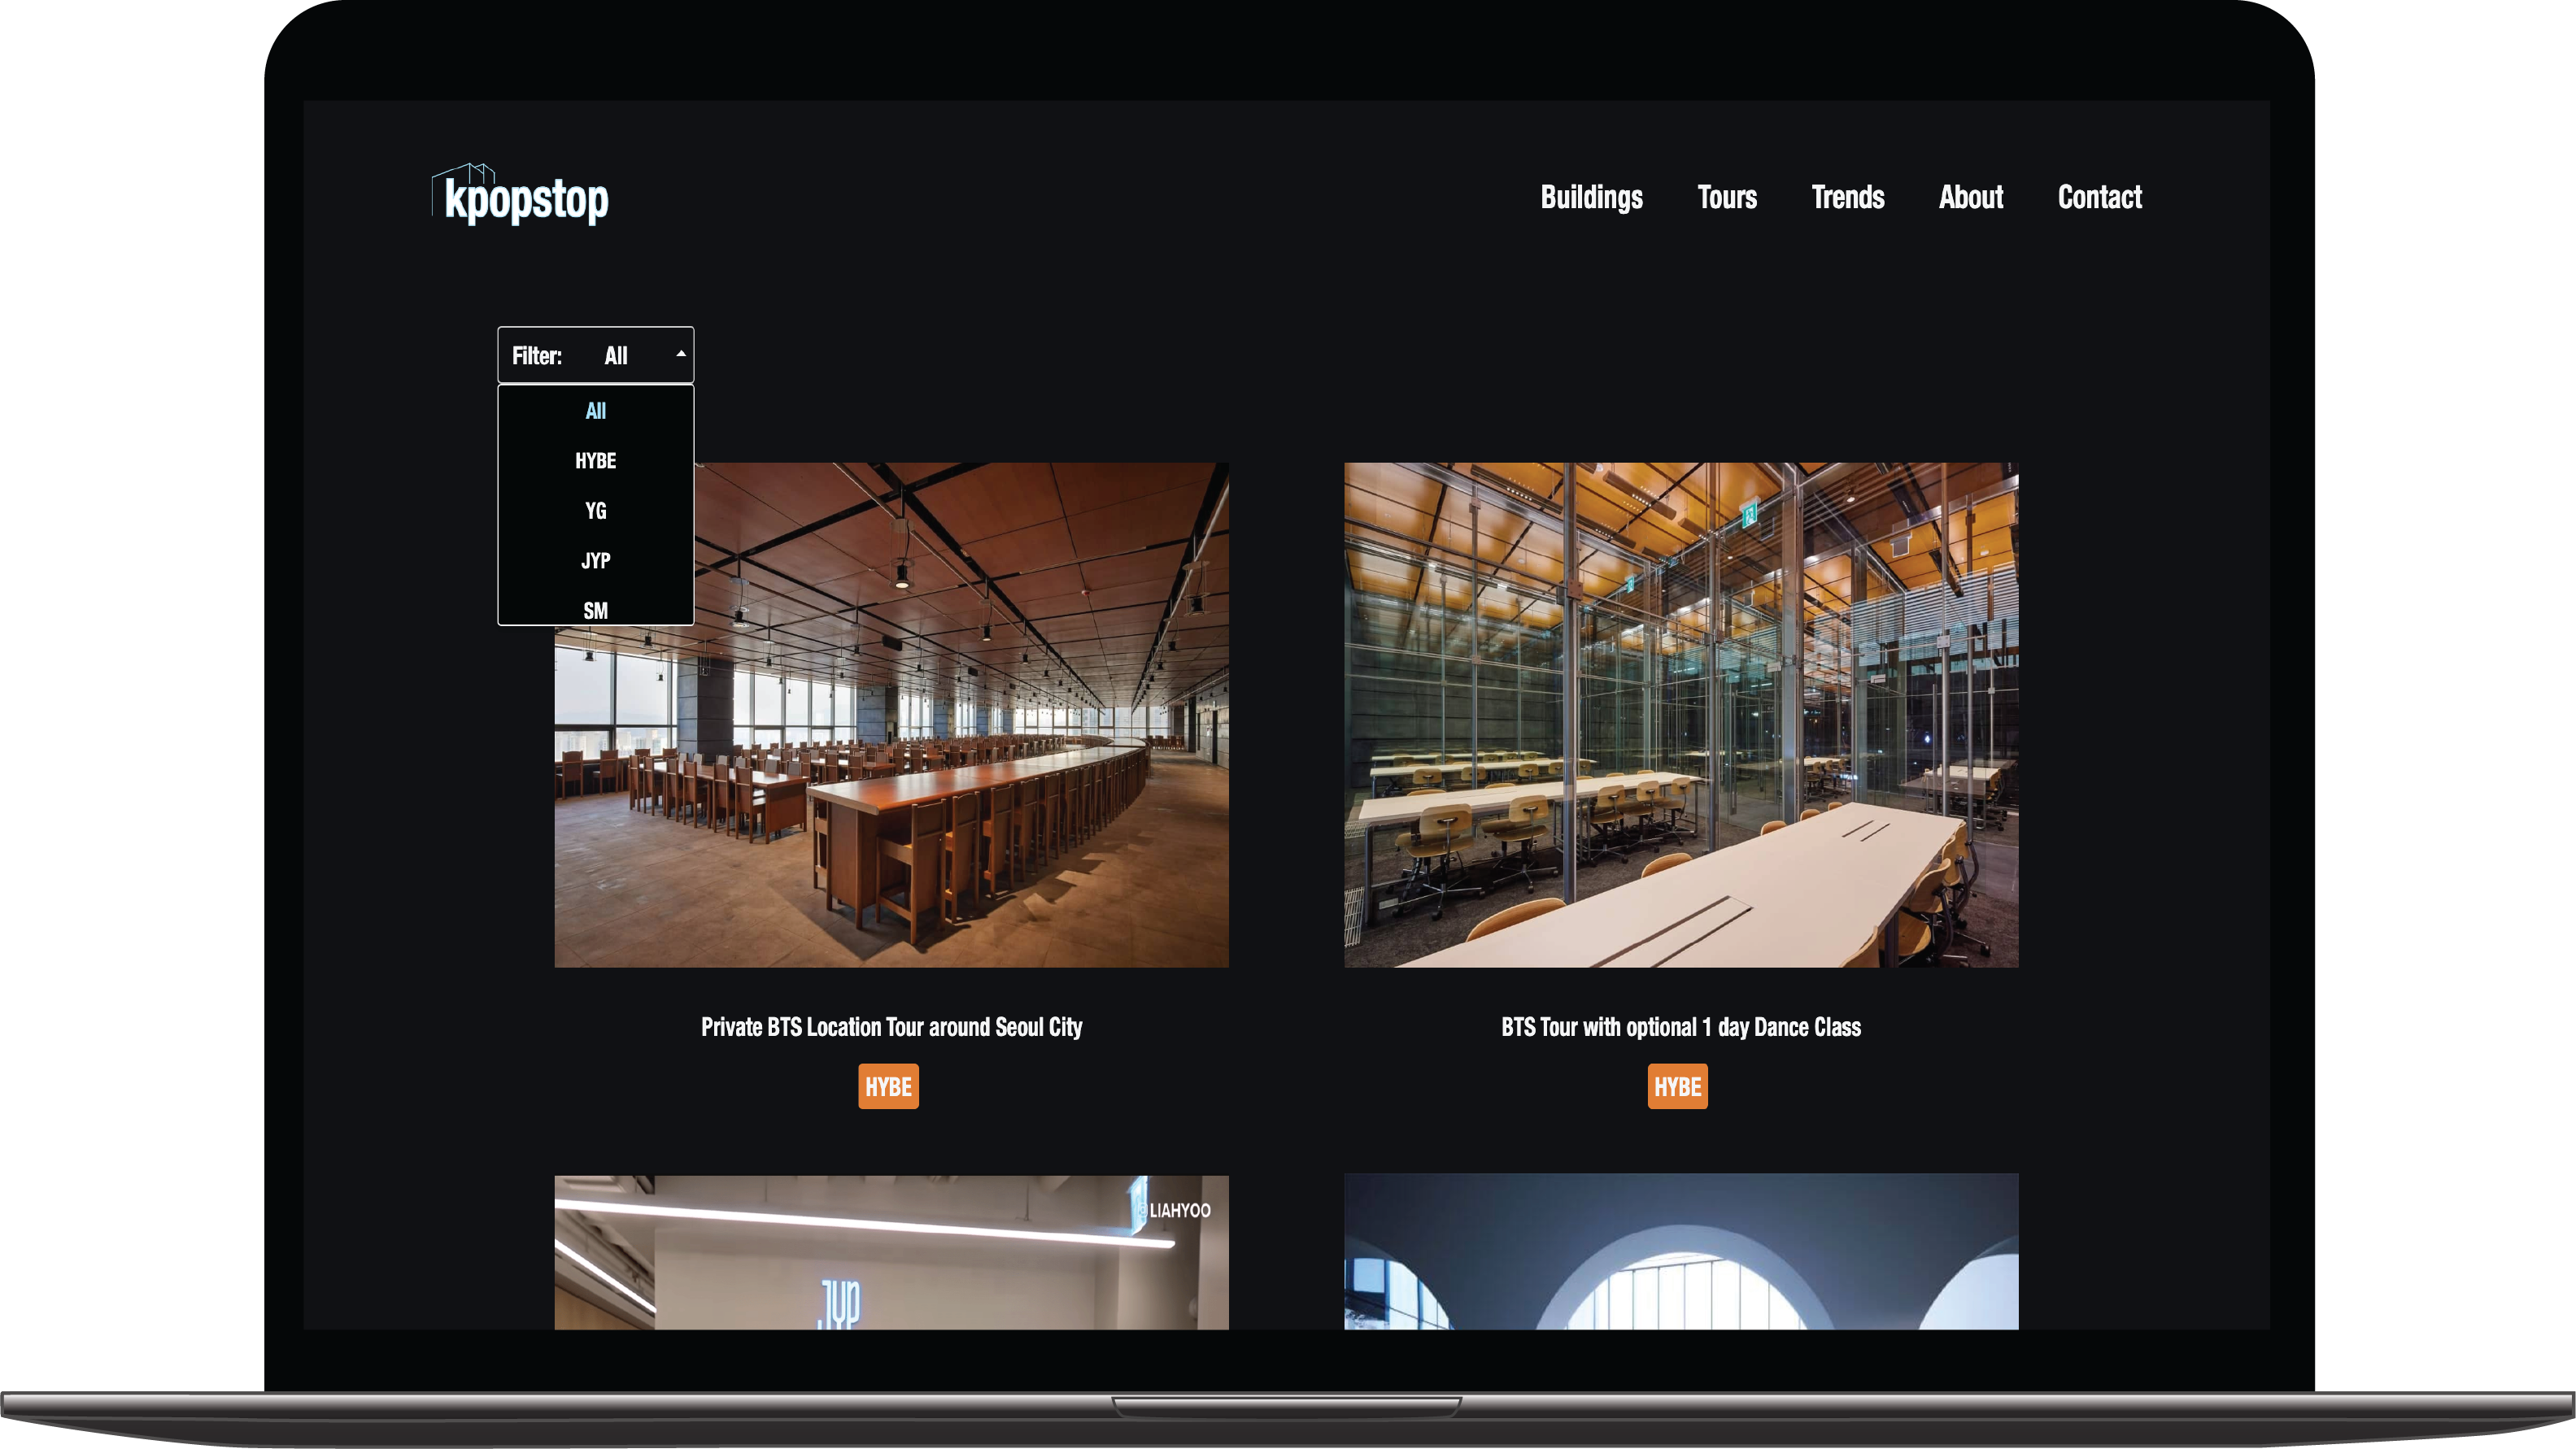 kpopstop
Buildings Tours Trends About Contact
Filter: All
All
HYBE
YG
JYP
SM
Private BTS Location Tour around Seoul City
HYBE
BTS Tour with optional 1 day Dance Class
HYBE
LIAHYOO
JYP